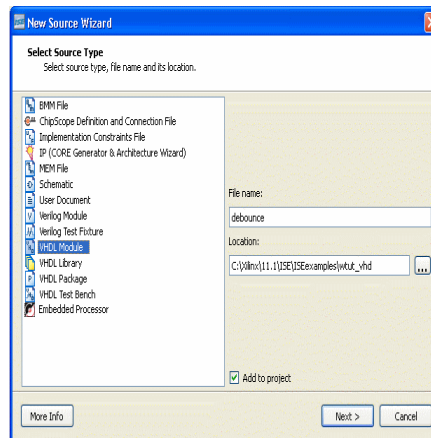 New Source Wizard
Select Source Type
Select source type, file name and its location.
BMM File
ChipScope Definition and Connection File
Implementation Constraints File
IP (CORE Generator & Architecture Wizard)
MEM File
Schematic
User Document
Verilog Module
Verilog Test Fixture
VHDL Module
VHDL Library
VHDL Package
VHDL Test Bench
Embedded Processor
File name:
debounce
Location:
C:\Xilinx\11.1\ISE\ISEexamples\wtut_vhd
...
Add to project
More Info
Next >
Cancel